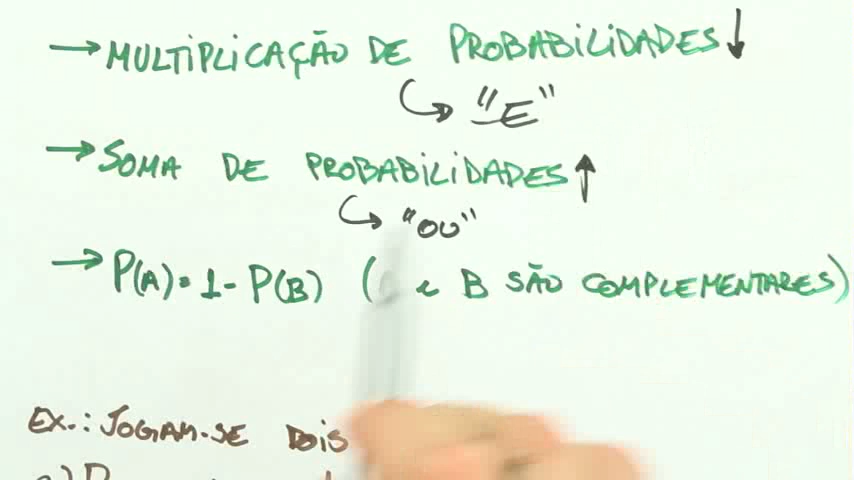 → MULTIPLICAÇÃO DE PROBABILIDADES ↓
↳ "E"
→ SOMA DE PROBABILIDADES ↑
↳ "OU"
→ P(A) = 1 - P(B) ( e B SÃO COMPLEMENTARES)
EX.: JOGAM-SE DOIS
a)